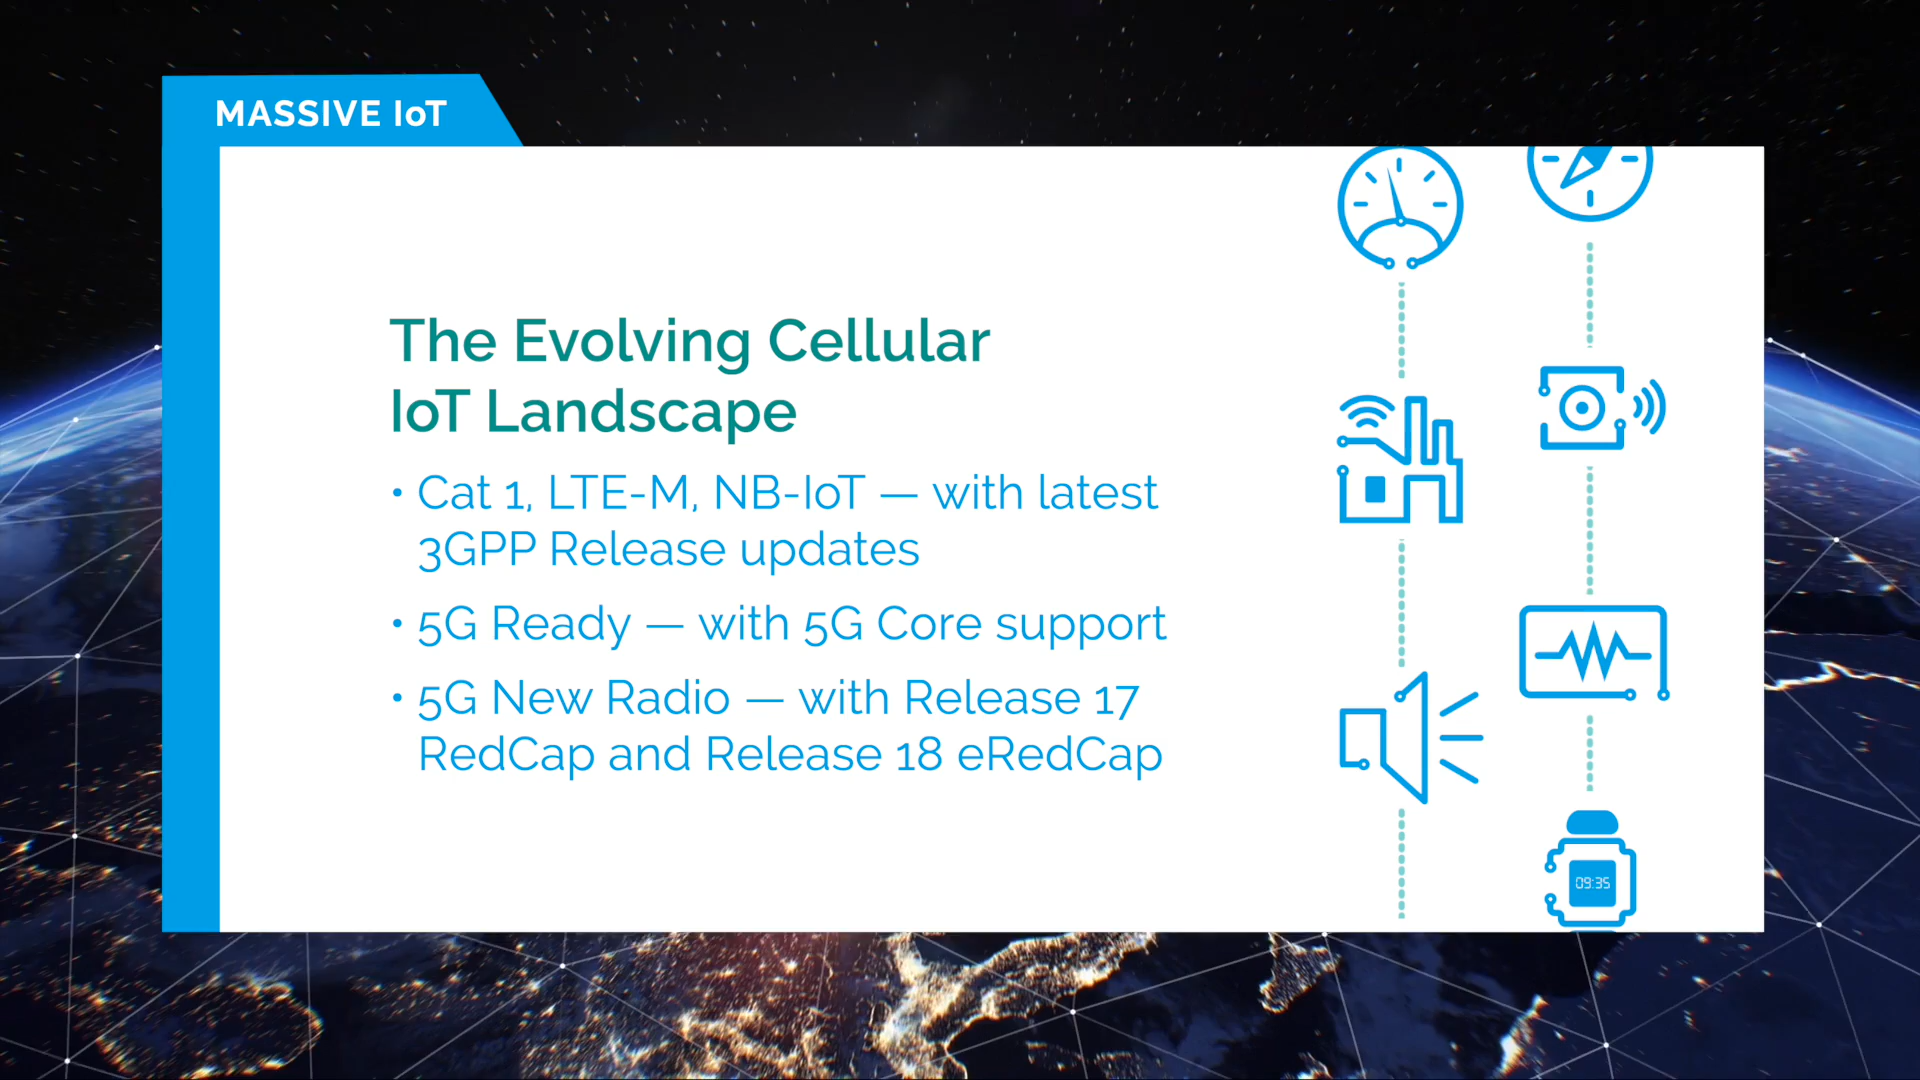 MASSIVE IoT
The Evolving Cellular
IoT Landscape
• Cat 1, LTE-M, NB-IoT — with latest
3GPP Release updates
• 5G Ready — with 5G Core support
• 5G New Radio — with Release 17
RedCap and Release 18 eRedCap
09:35